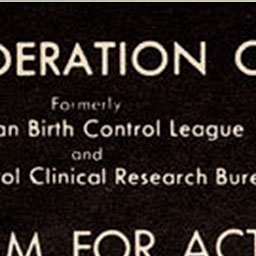 DERATION O
Formerly
an Birth Control League
and
ol Clinical Research Bure
M FOR ACT